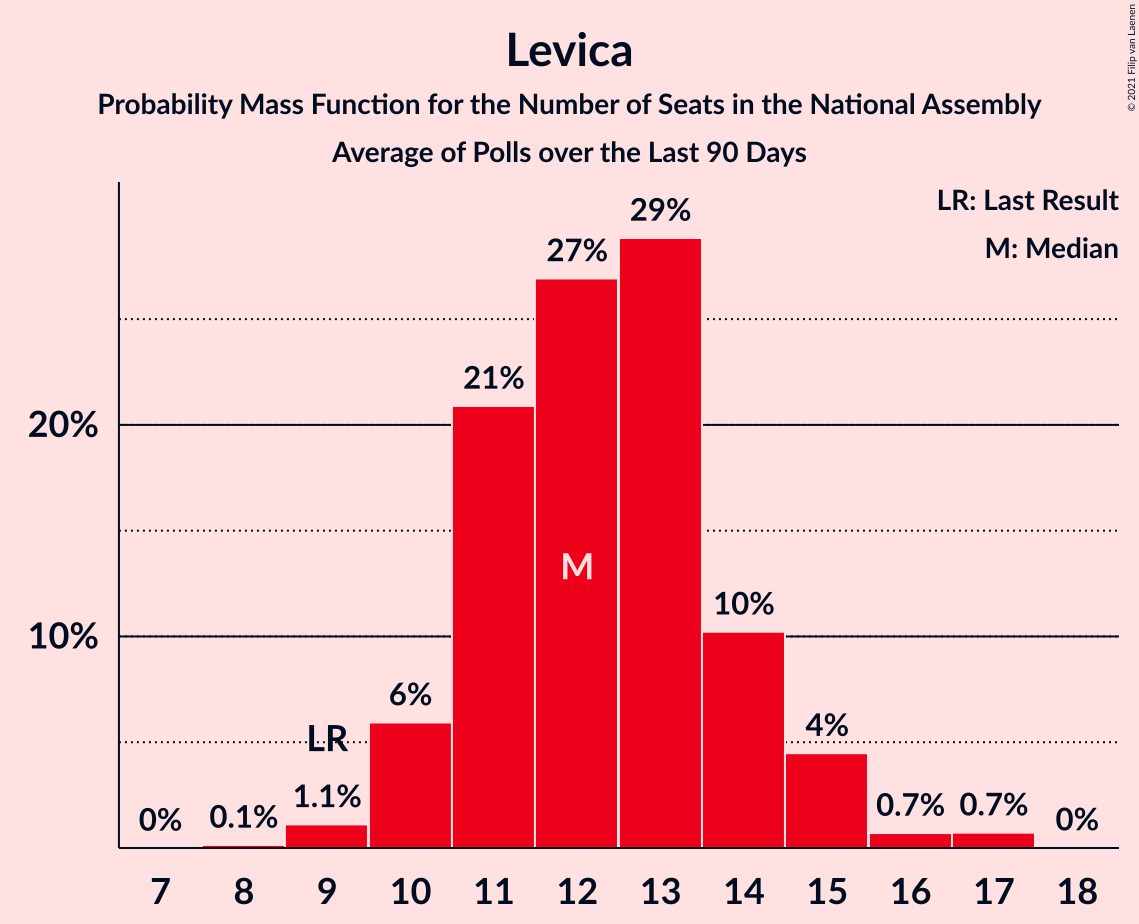 Levica
Probability Mass Function for the Number of Seats in the National Assembly
Average of Polls over the Last 90 Days
© 2021 Filip van Laenen
LR: Last Result
M: Median
29%
27%
21%
20%
M
10%
10%
6%
LR
4%
1.1%
0%
0.1%
0.7%
0.7%
0%
7 8 9 10 11 12 13 14 15 16 17 18